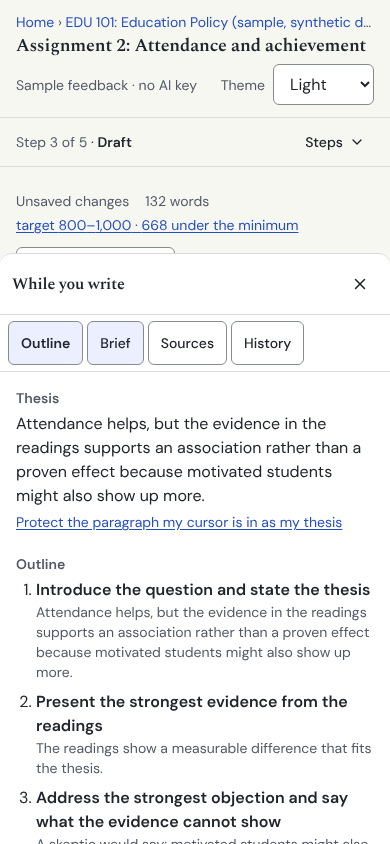 Home › EDU 101: Education Policy (sample, synthetic d…
Assignment 2: Attendance and achievement
Sample feedback · no AI key Theme Light
Step 3 of 5 · Draft Steps
Unsaved changes 132 words
target 800–1,000 · 668 under the minimum
While you write
Outline Brief Sources History
Thesis
Attendance helps, but the evidence in the
readings supports an association rather than a
proven effect because motivated students
might also show up more.
Protect the paragraph my cursor is in as my thesis
Outline
1. Introduce the question and state the thesis
Attendance helps, but the evidence in the readings
supports an association rather than a proven effect
because motivated students might also show up
more.
2. Present the strongest evidence from the
readings
The readings show a measurable difference that fits
the thesis.
3. Address the strongest objection and say
what the evidence cannot show
A skeptic would say: motivated students might also